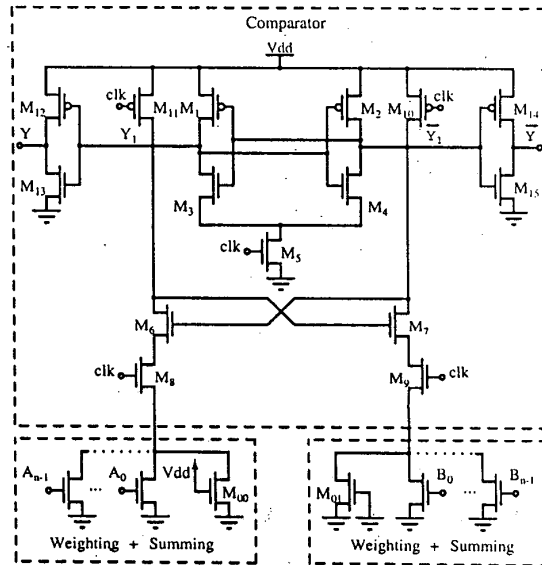 Comparator
Vdd
clk
clk
M12
M11
M1
M2
M10
M14
Y
Y1
Y1
Y
M13
M3
M4
M15
clk
M5
M6
M7
clk
M8
M9
clk
An-1
...
A0
Vdd
M00
M01
B0
...
Bn-1
Weighting + Summing
Weighting + Summing